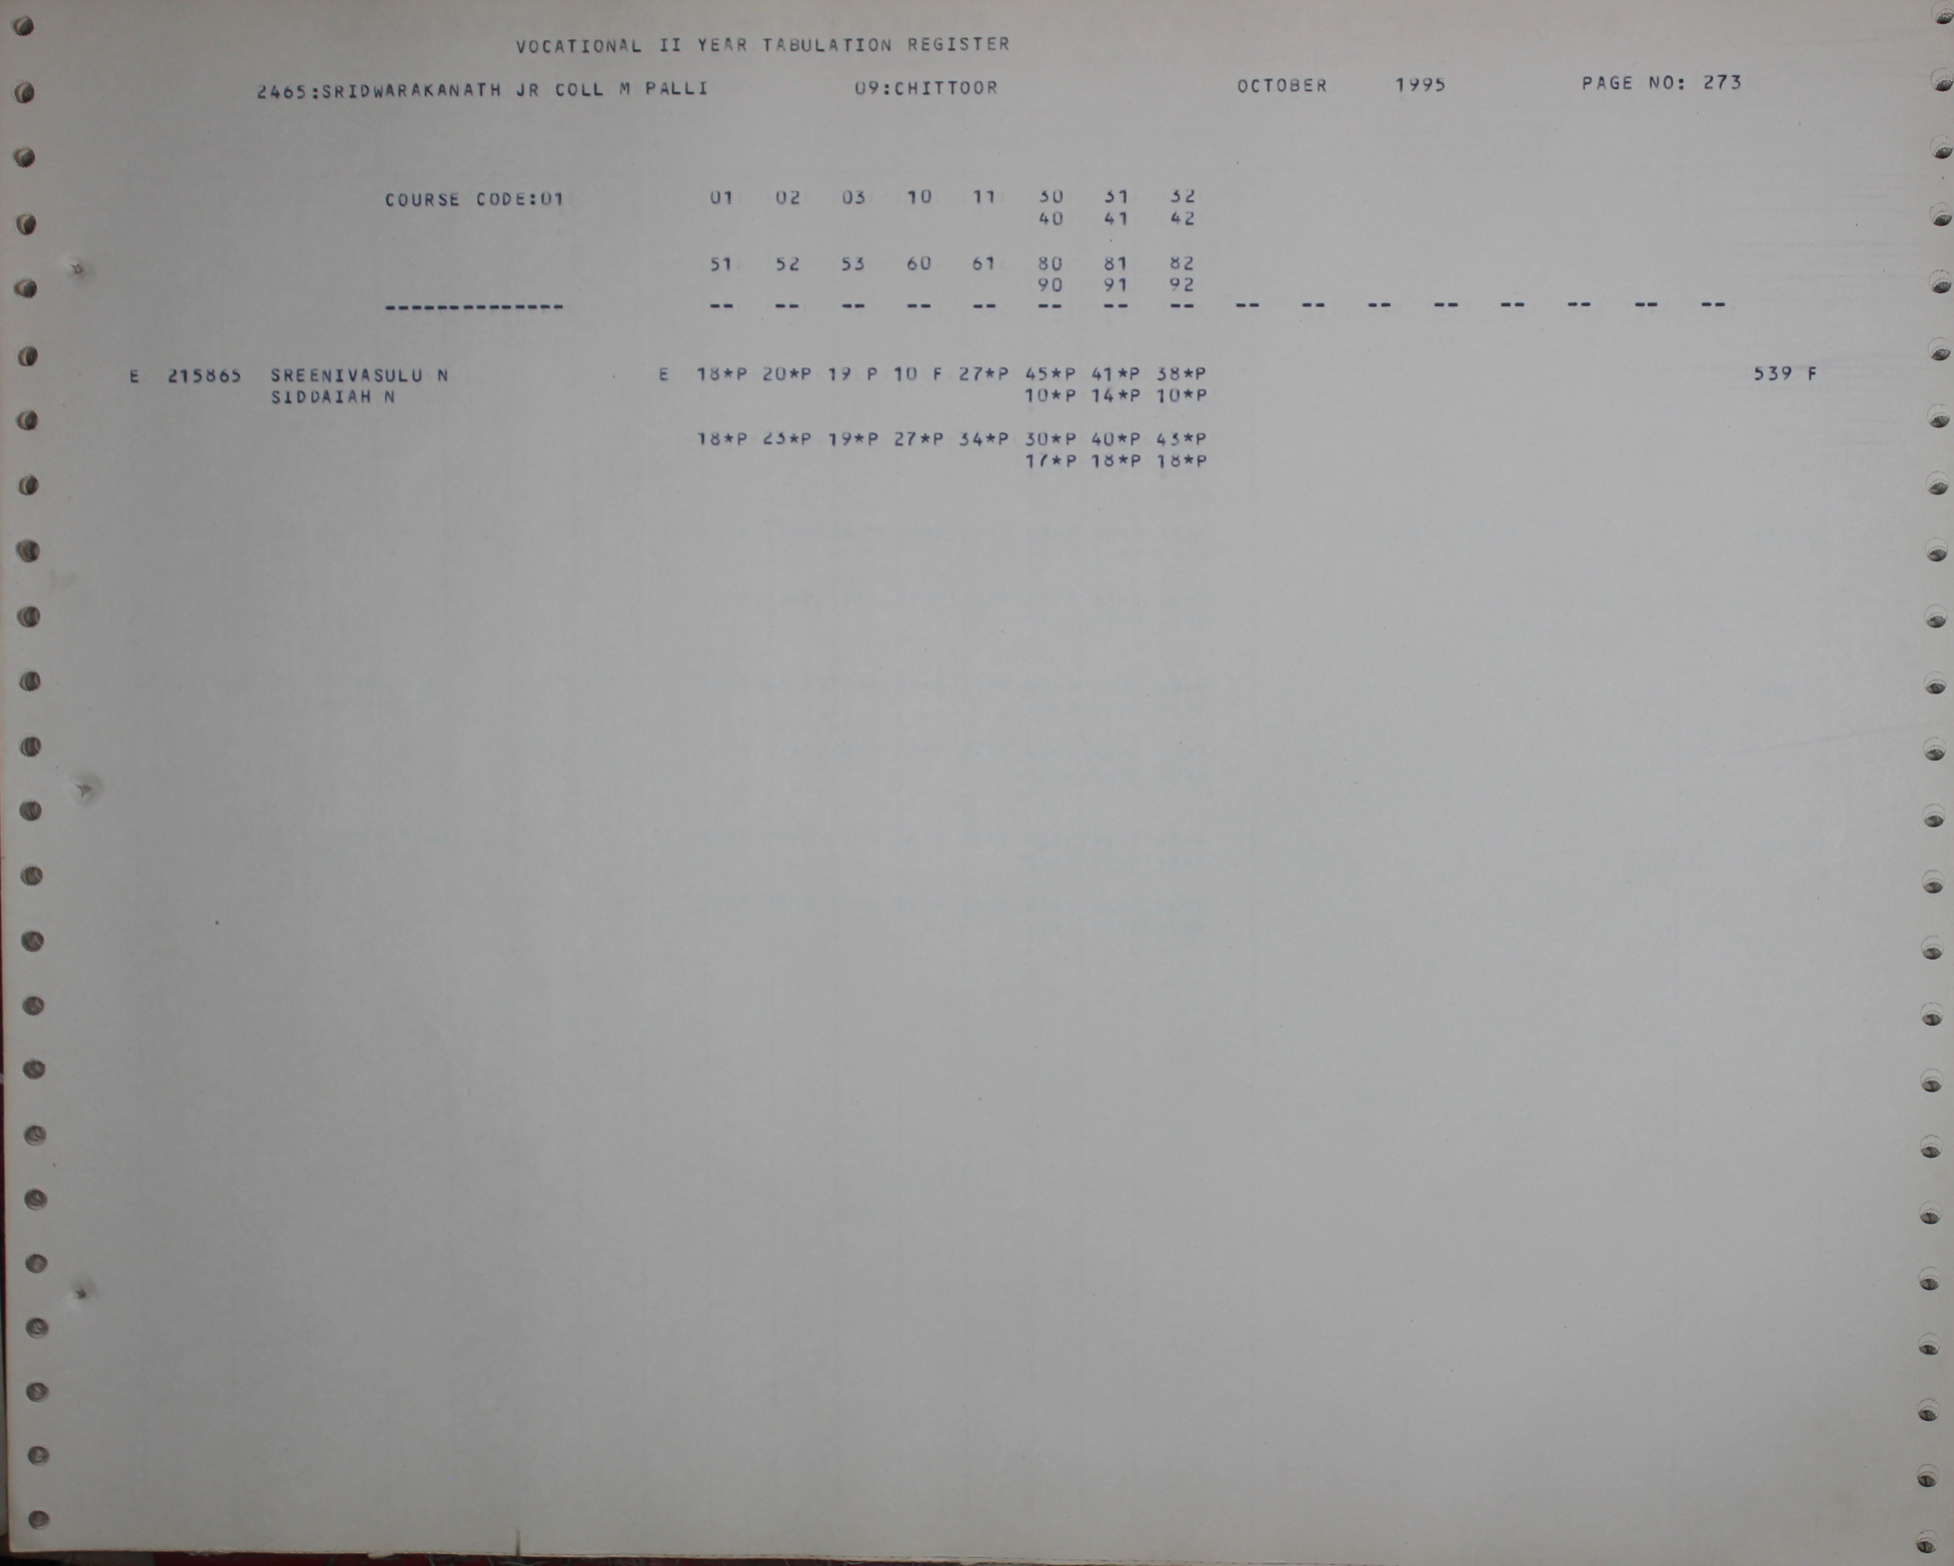 VOCATIONAL II YEAR TABULATION REGISTER
2465:SRIDWARAKANATH JR COLL M PALLI 09:CHITTOOR OCTOBER 1995 PAGE NO: 273
COURSE CODE:01 01 02 03 10 11 30 31 32
40 41 42
51 52 53 60 61 80 81 82
90 91 92
-------------- -- -- -- -- -- -- -- -- -- -- -- -- -- -- -- --
E 215865 SREENIVASULU N E 18*P 20*P 19 P 10 F 27*P 45*P 41*P 38*P 539 F
SIDDAIAH N 10*P 14*P 10*P
18*P 23*P 19*P 27*P 34*P 30*P 40*P 43*P
17*P 18*P 18*P